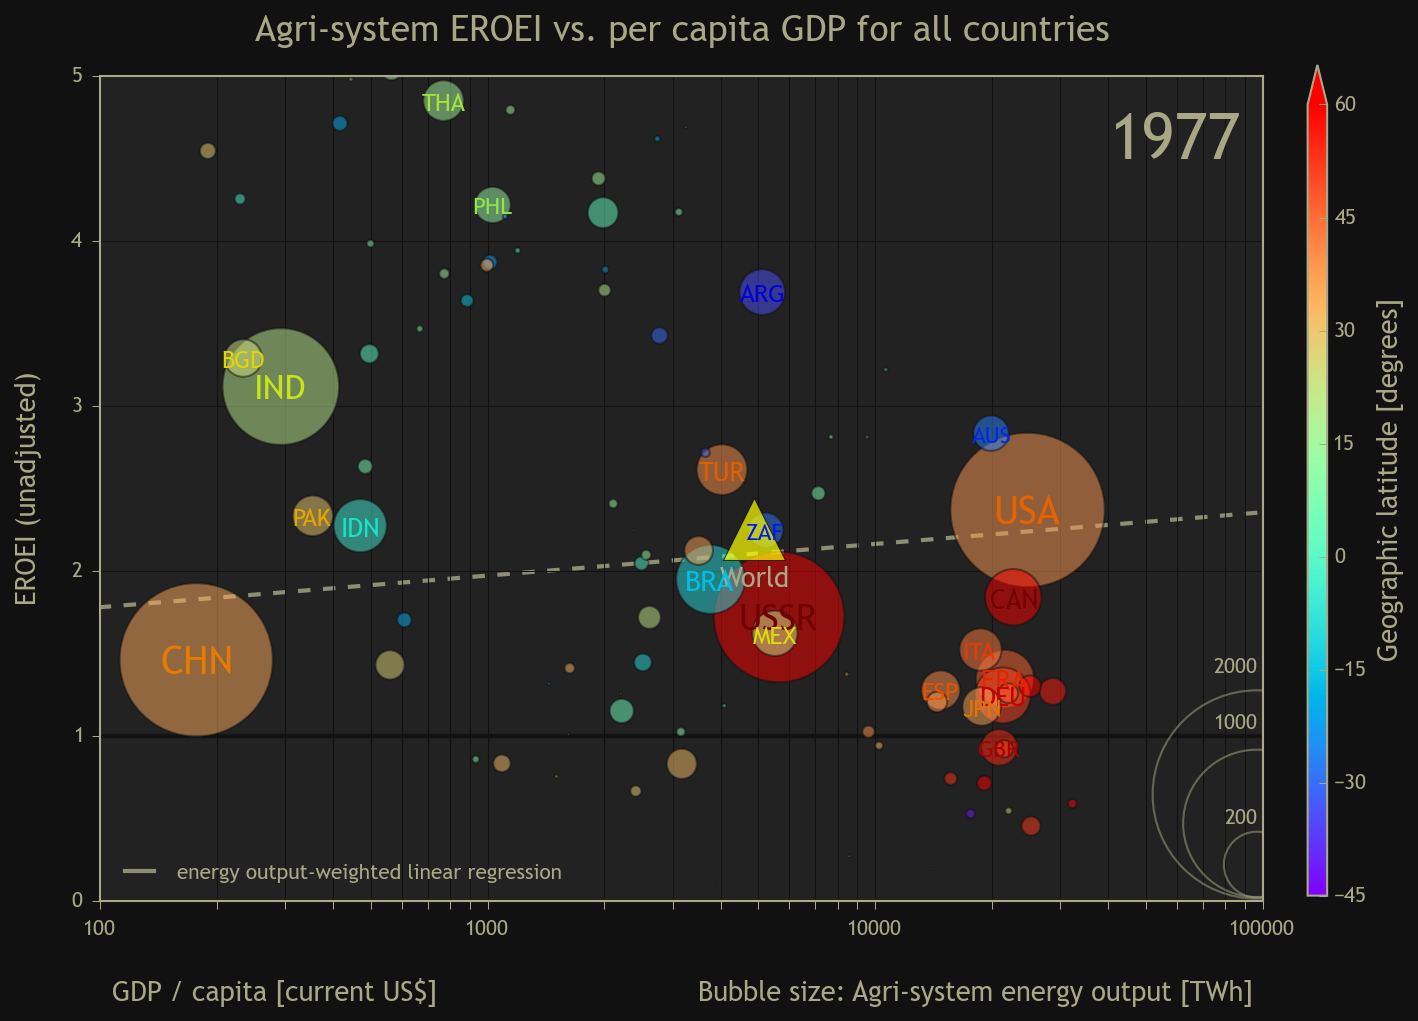 Agri-system EROEI vs. per capita GDP for all countries
1977
EROEI (unadjusted)
5
4
3
2
1
0
THA
PHL
ARG
BGD
IND
AUS
TUR
USA
PAK
IDN
ZAF
World
BRA
CAN
USSR
MEX
CHN
ITA
FRA
ESP
DEU
JPN
GBR
2000
1000
200
energy output-weighted linear regression
100
1000
10000
100000
GDP / capita [current US$]
Bubble size: Agri-system energy output [TWh]
60
45
30
15
0
−15
−30
−45
Geographic latitude [degrees]